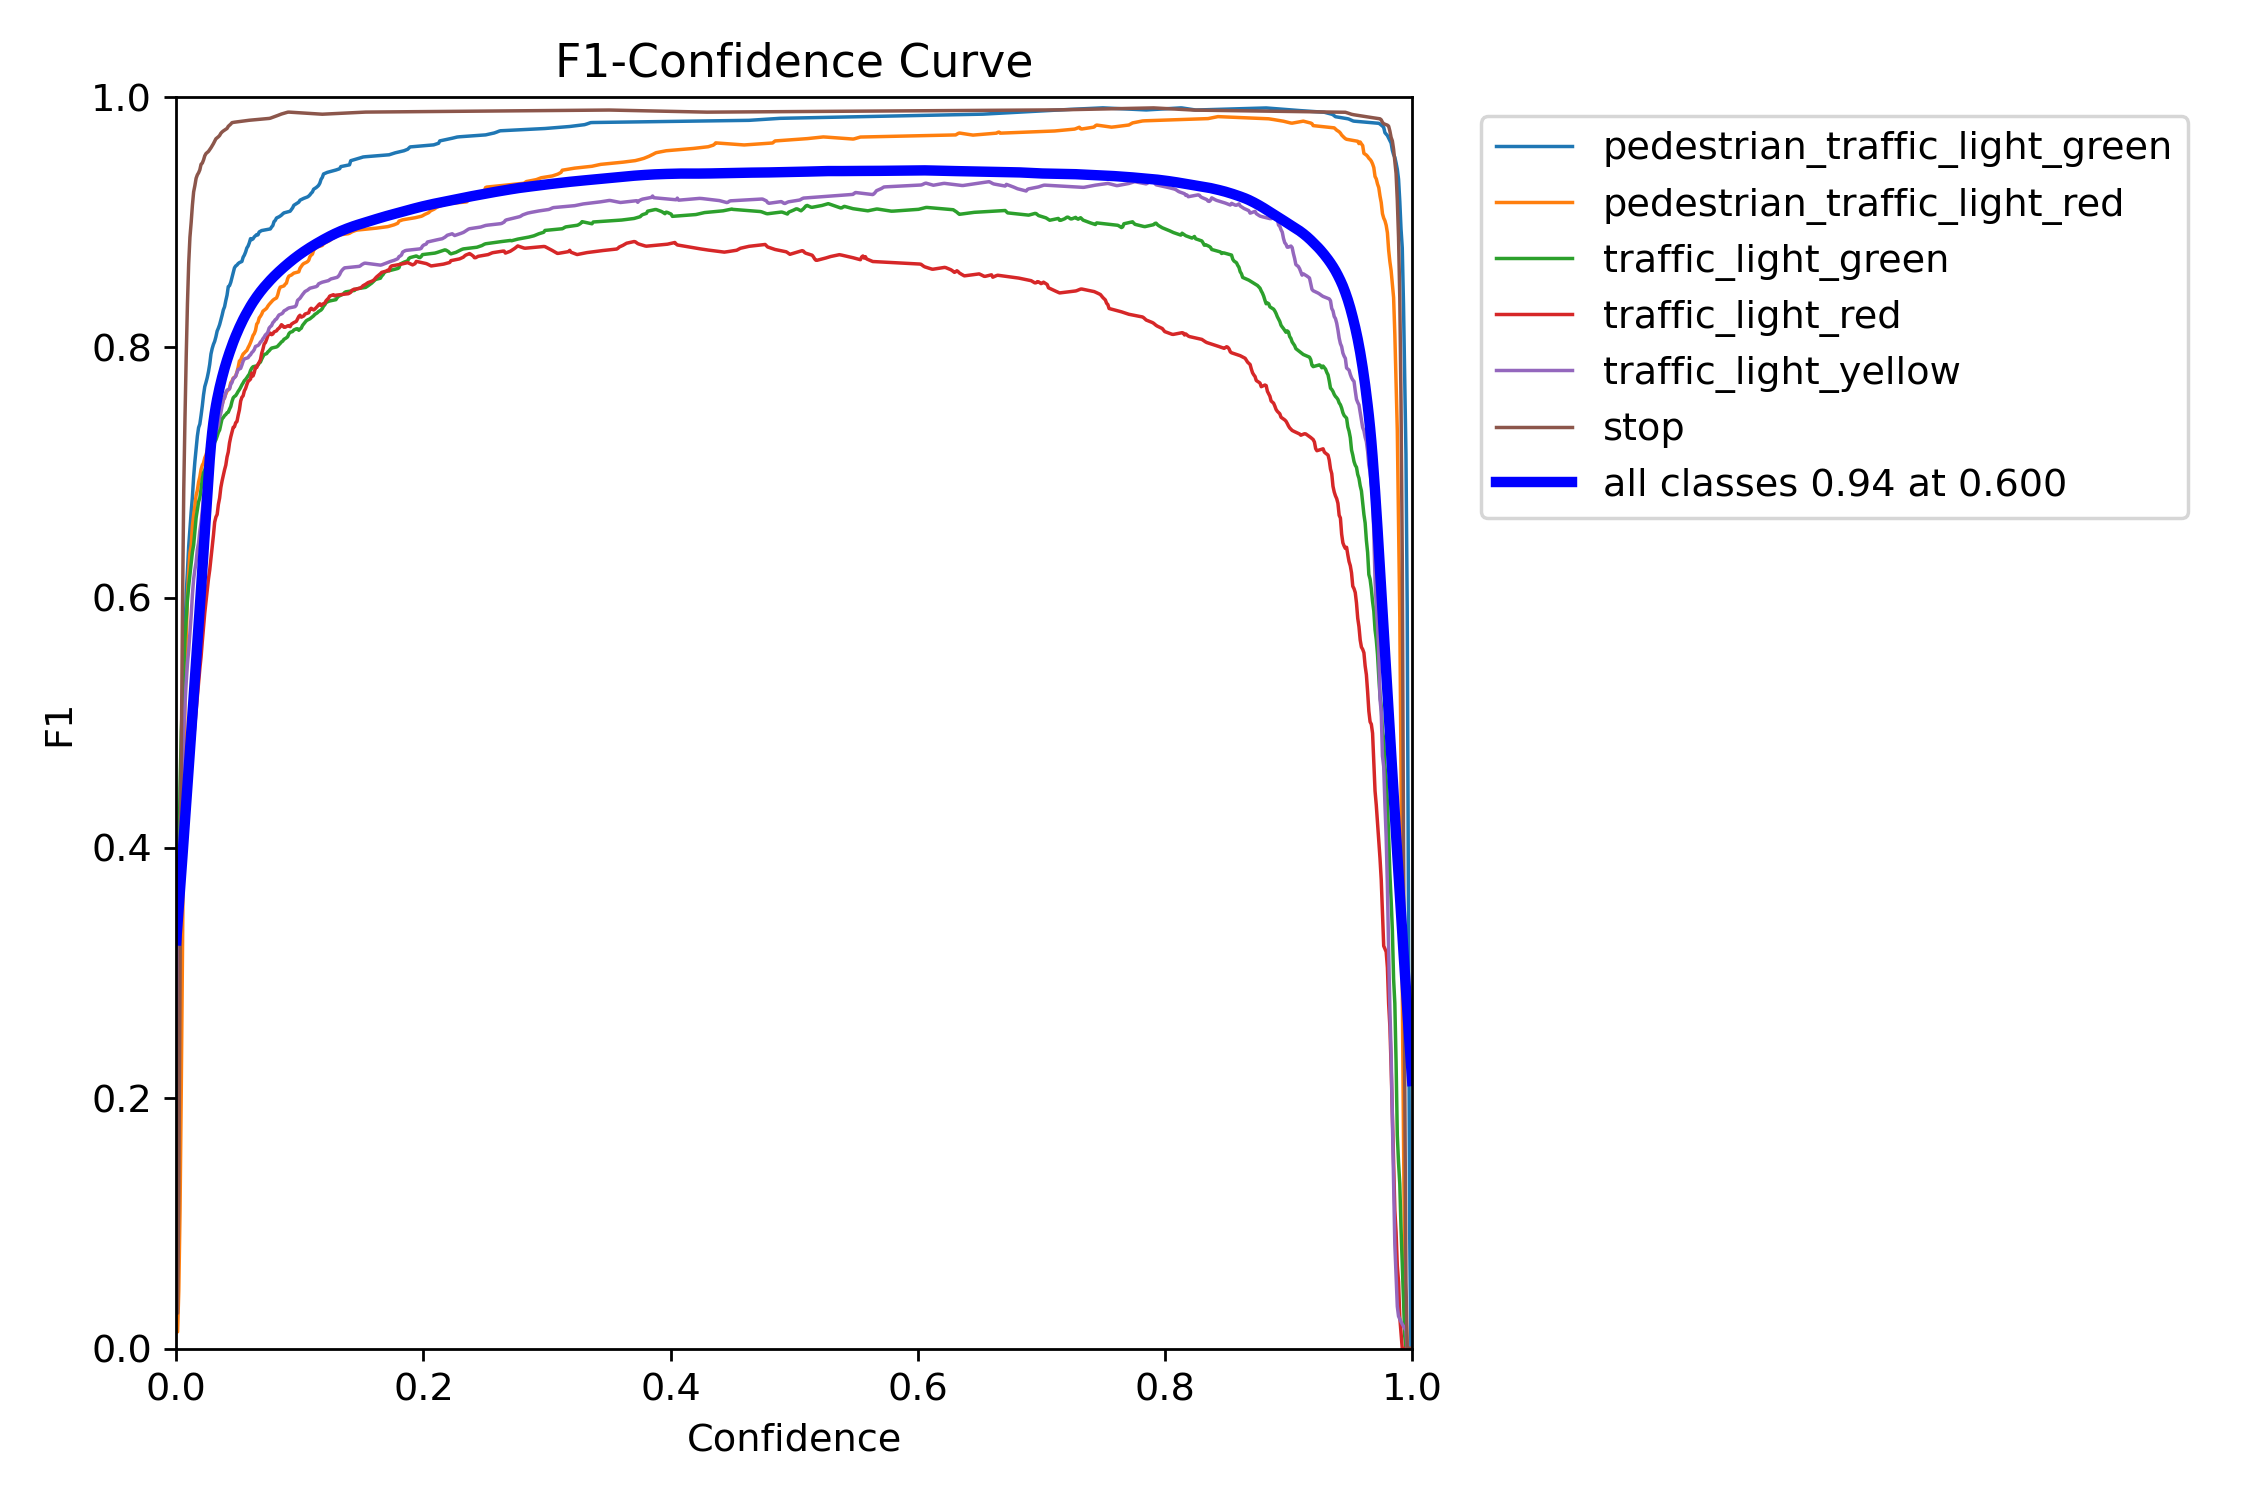 F1-Confidence Curve
1.0
0.8
0.6
0.4
0.2
0.0
F1
0.0 0.2 0.4 0.6 0.8 1.0
Confidence
pedestrian_traffic_light_green
pedestrian_traffic_light_red
traffic_light_green
traffic_light_red
traffic_light_yellow
stop
all classes 0.94 at 0.600